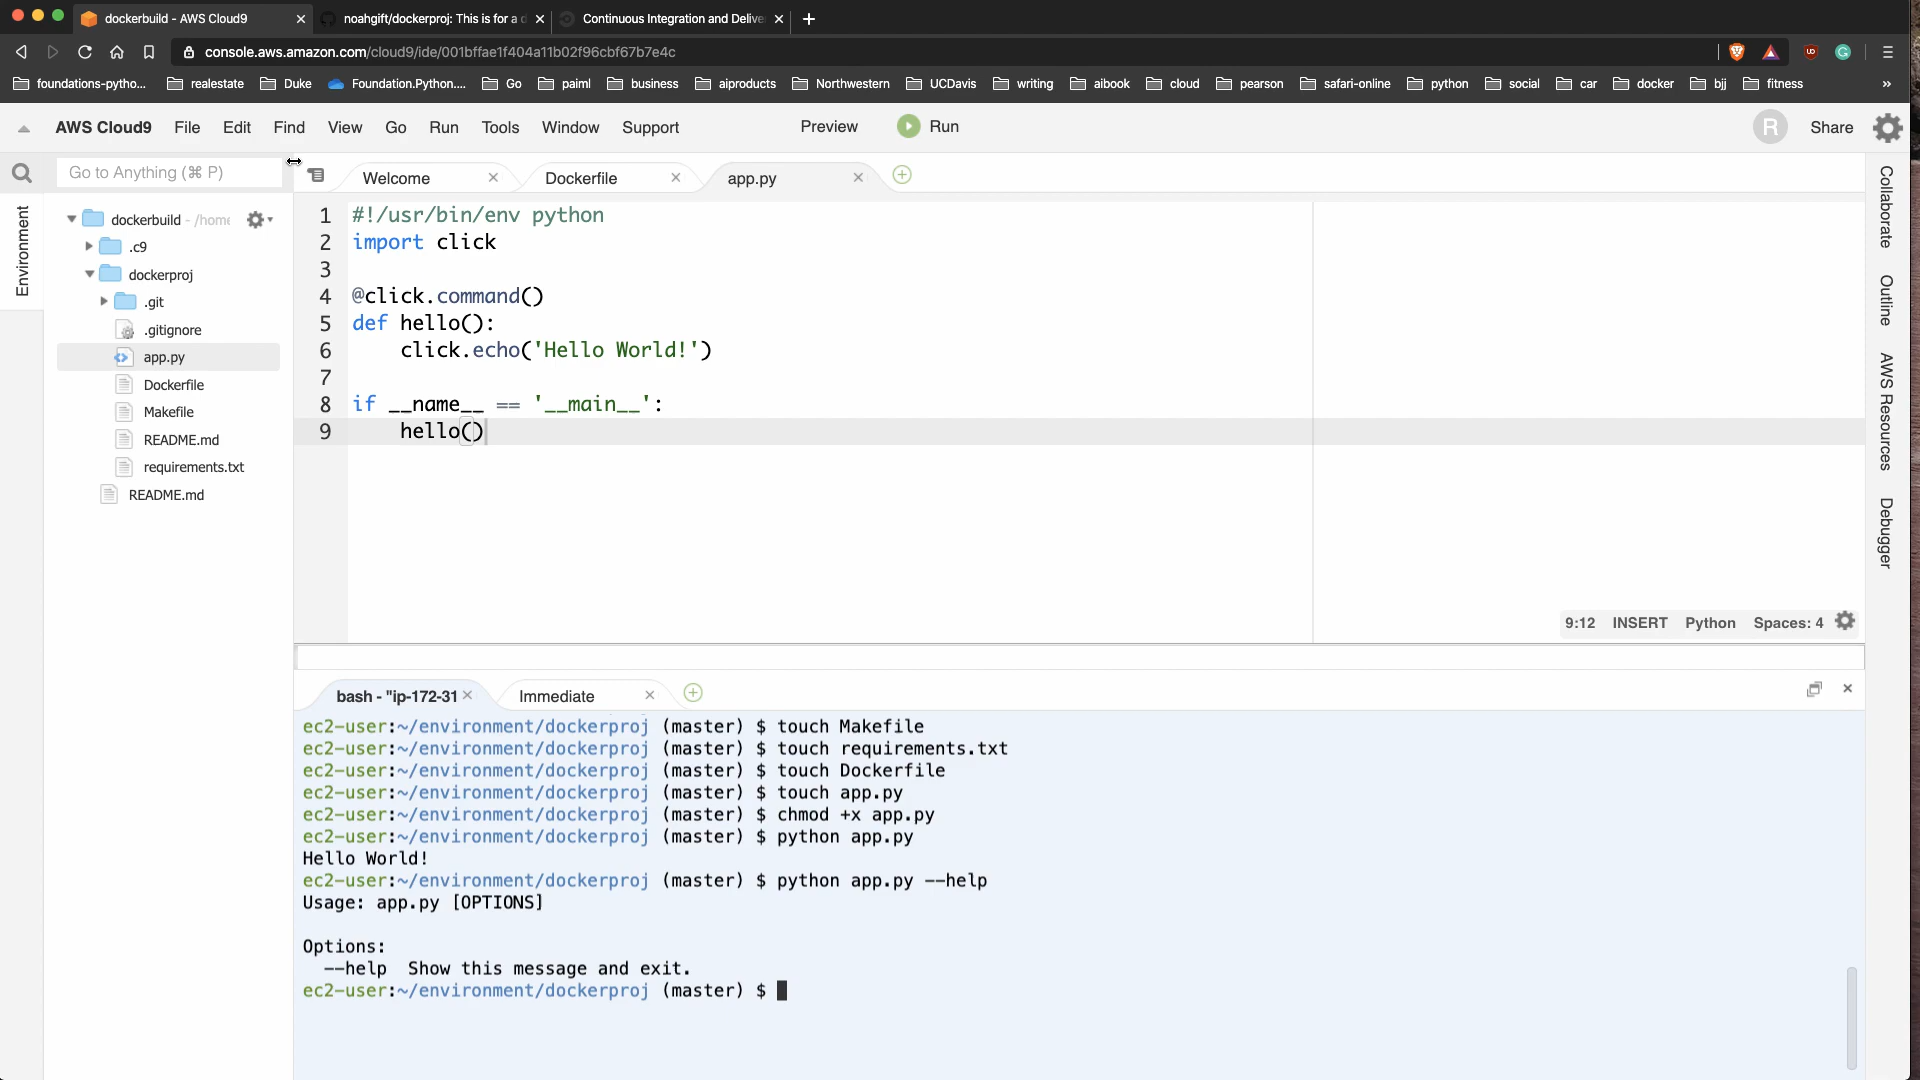 dockerbuild - AWS Cloud9
noahgift/dockerproj: This is for a d
Continuous Integration and Delive
console.aws.amazon.com/cloud9/ide/001bffae1f404a11b02f96cbf67b7e4c
foundations-pytho... realestate Duke Foundation.Python.... Go paiml business aiproducts Northwestern UCDavis writing aibook cloud pearson safari-online python social car docker bjj fitness »
AWS Cloud9 File Edit Find View Go Run Tools Window Support Preview Run R Share
Go to Anything (⌘ P)
Welcome Dockerfile app.py
Environment
dockerbuild - /home
.c9
dockerproj
.git
.gitignore
app.py
Dockerfile
Makefile
README.md
requirements.txt
README.md
1 #!/usr/bin/env python
2 import click
3
4 @click.command()
5 def hello():
6 click.echo('Hello World!')
7
8 if __name__ == '__main__':
9 hello()
9:12 INSERT Python Spaces: 4
Collaborate
Outline
AWS Resources
Debugger
bash - "ip-172-31 Immediate
ec2-user:~/environment/dockerproj (master) $ touch Makefile
ec2-user:~/environment/dockerproj (master) $ touch requirements.txt
ec2-user:~/environment/dockerproj (master) $ touch Dockerfile
ec2-user:~/environment/dockerproj (master) $ touch app.py
ec2-user:~/environment/dockerproj (master) $ chmod +x app.py
ec2-user:~/environment/dockerproj (master) $ python app.py
Hello World!
ec2-user:~/environment/dockerproj (master) $ python app.py --help
Usage: app.py [OPTIONS]
Options:
--help Show this message and exit.
ec2-user:~/environment/dockerproj (master) $